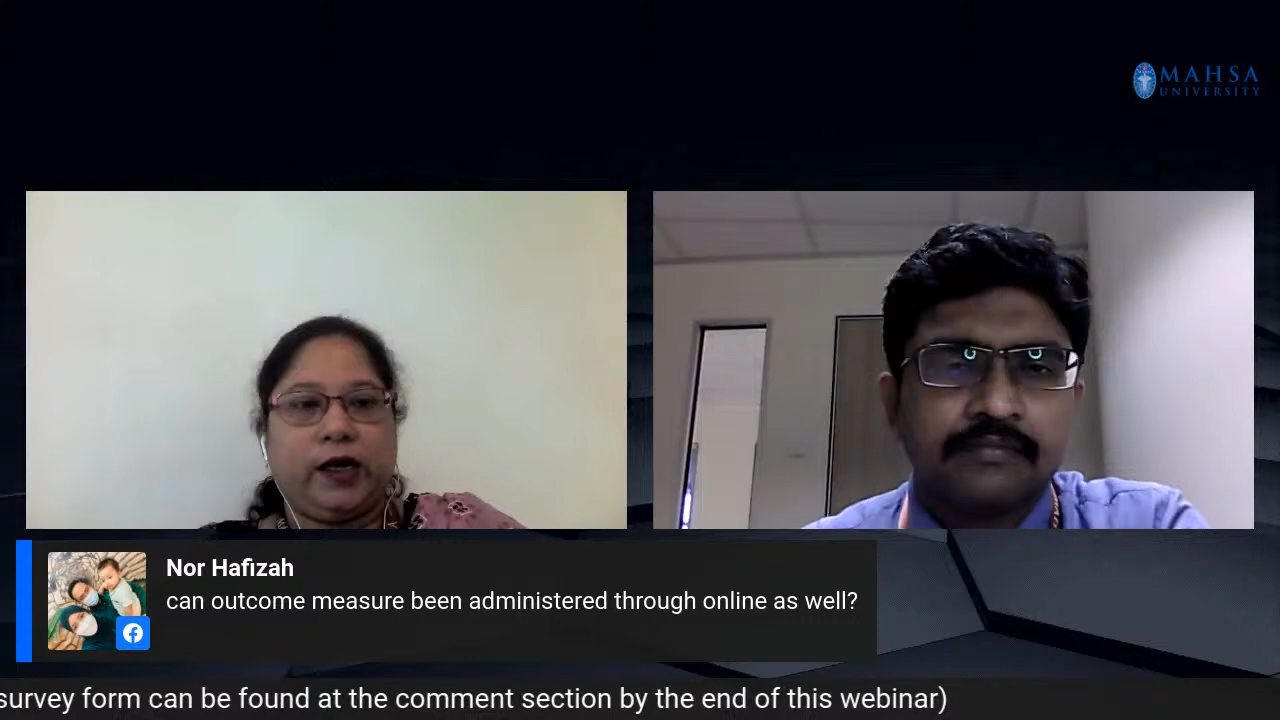 MAHSA
UNIVERSITY
Nor Hafizah
can outcome measure been administered through online as well?
survey form can be found at the comment section by the end of this webinar)